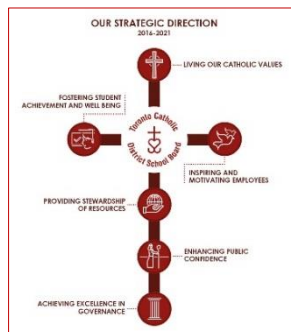 OUR STRATEGIC DIRECTION
2016-2021
LIVING OUR CATHOLIC VALUES
FOSTERING STUDENT
ACHIEVEMENT AND WELL BEING
Toronto Catholic
District School Board
INSPIRING AND
MOTIVATING EMPLOYEES
PROVIDING STEWARDSHIP
OF RESOURCES
ENHANCING PUBLIC
CONFIDENCE
ACHIEVING EXCELLENCE IN
GOVERNANCE